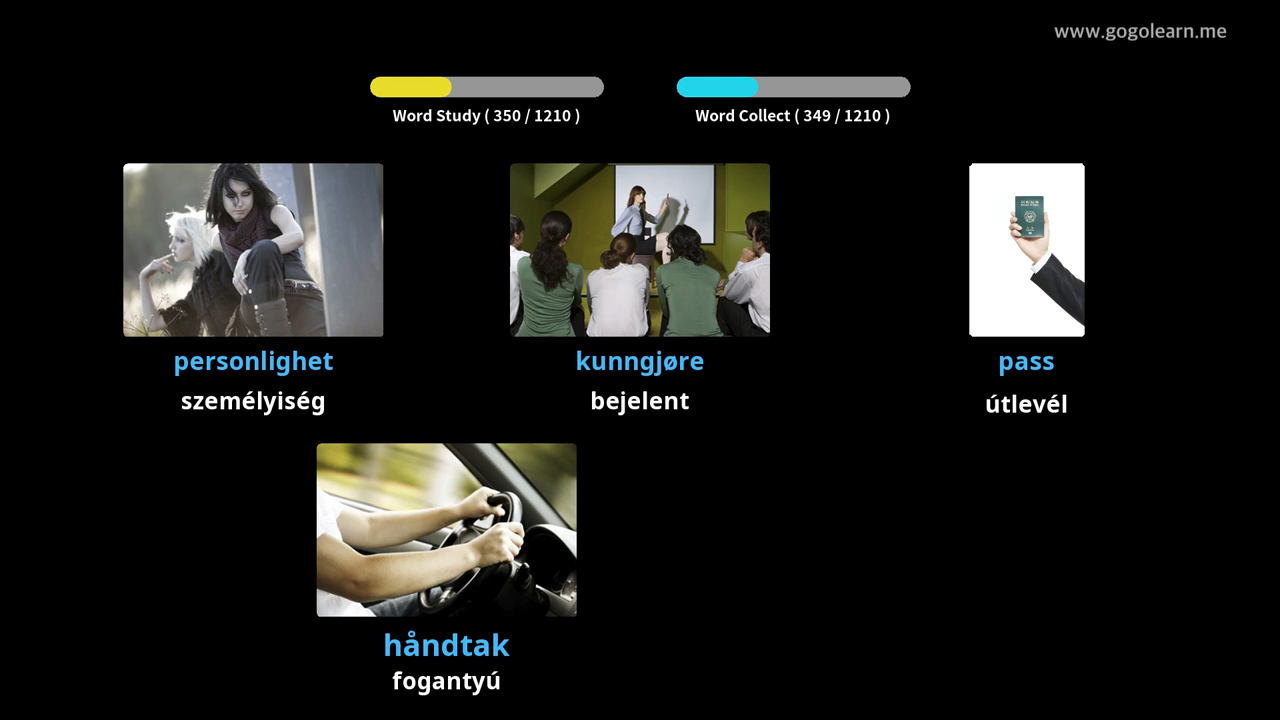 www.gogolearn.me
Word Study ( 350 / 1210 )
Word Collect ( 349 / 1210 )
personlighet
személyiség
kunngjøre
bejelent
pass
útlevél
håndtak
fogantyú